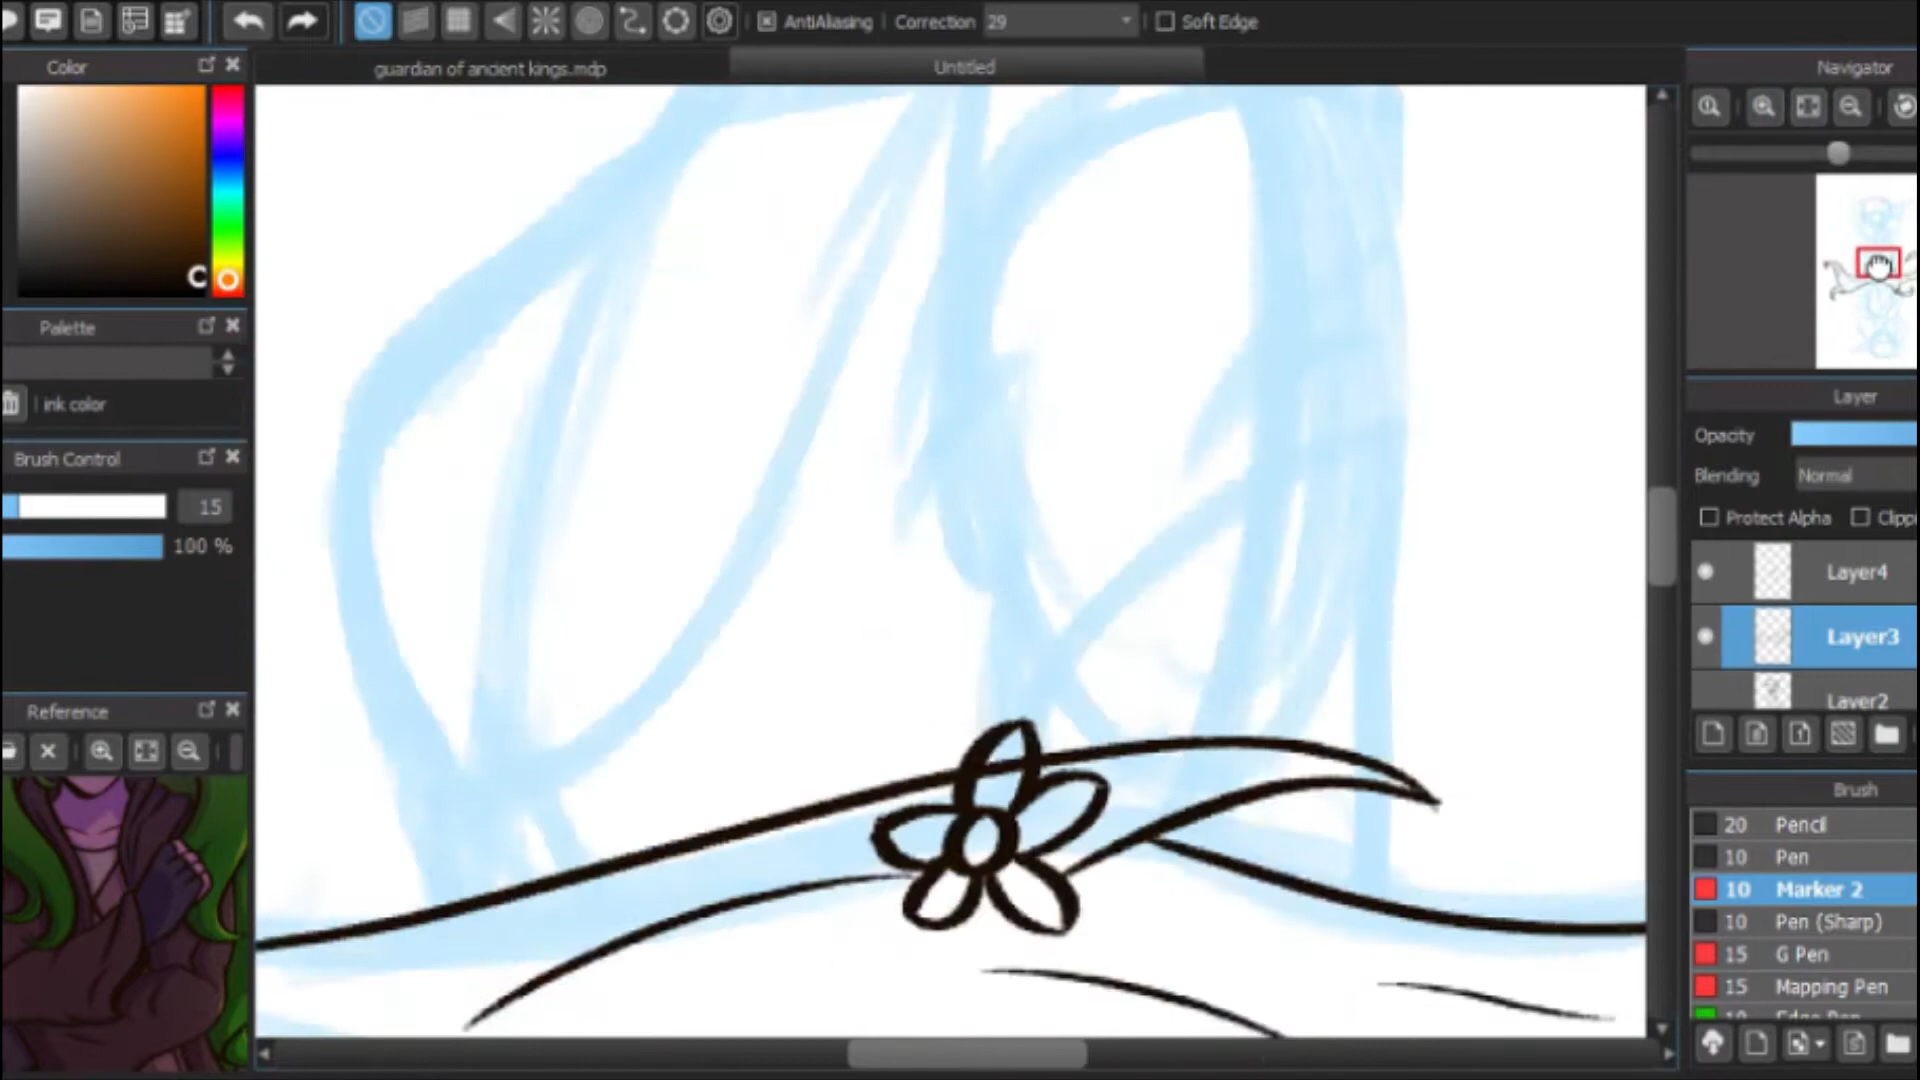 AntiAliasing
Correction
29
Soft Edge
Color
guardian of ancient kings.mdp
Untitled
Navigator
Palette
ink color
Layer
Opacity
Blending
Normal
Brush Control
15
Protect Alpha
100 %
Layer4
Layer3
Layer2
Reference
Brush
20 Pencil
10 Pen
10 Marker 2
10 Pen (Sharp)
15 G Pen
15 Mapping Pen